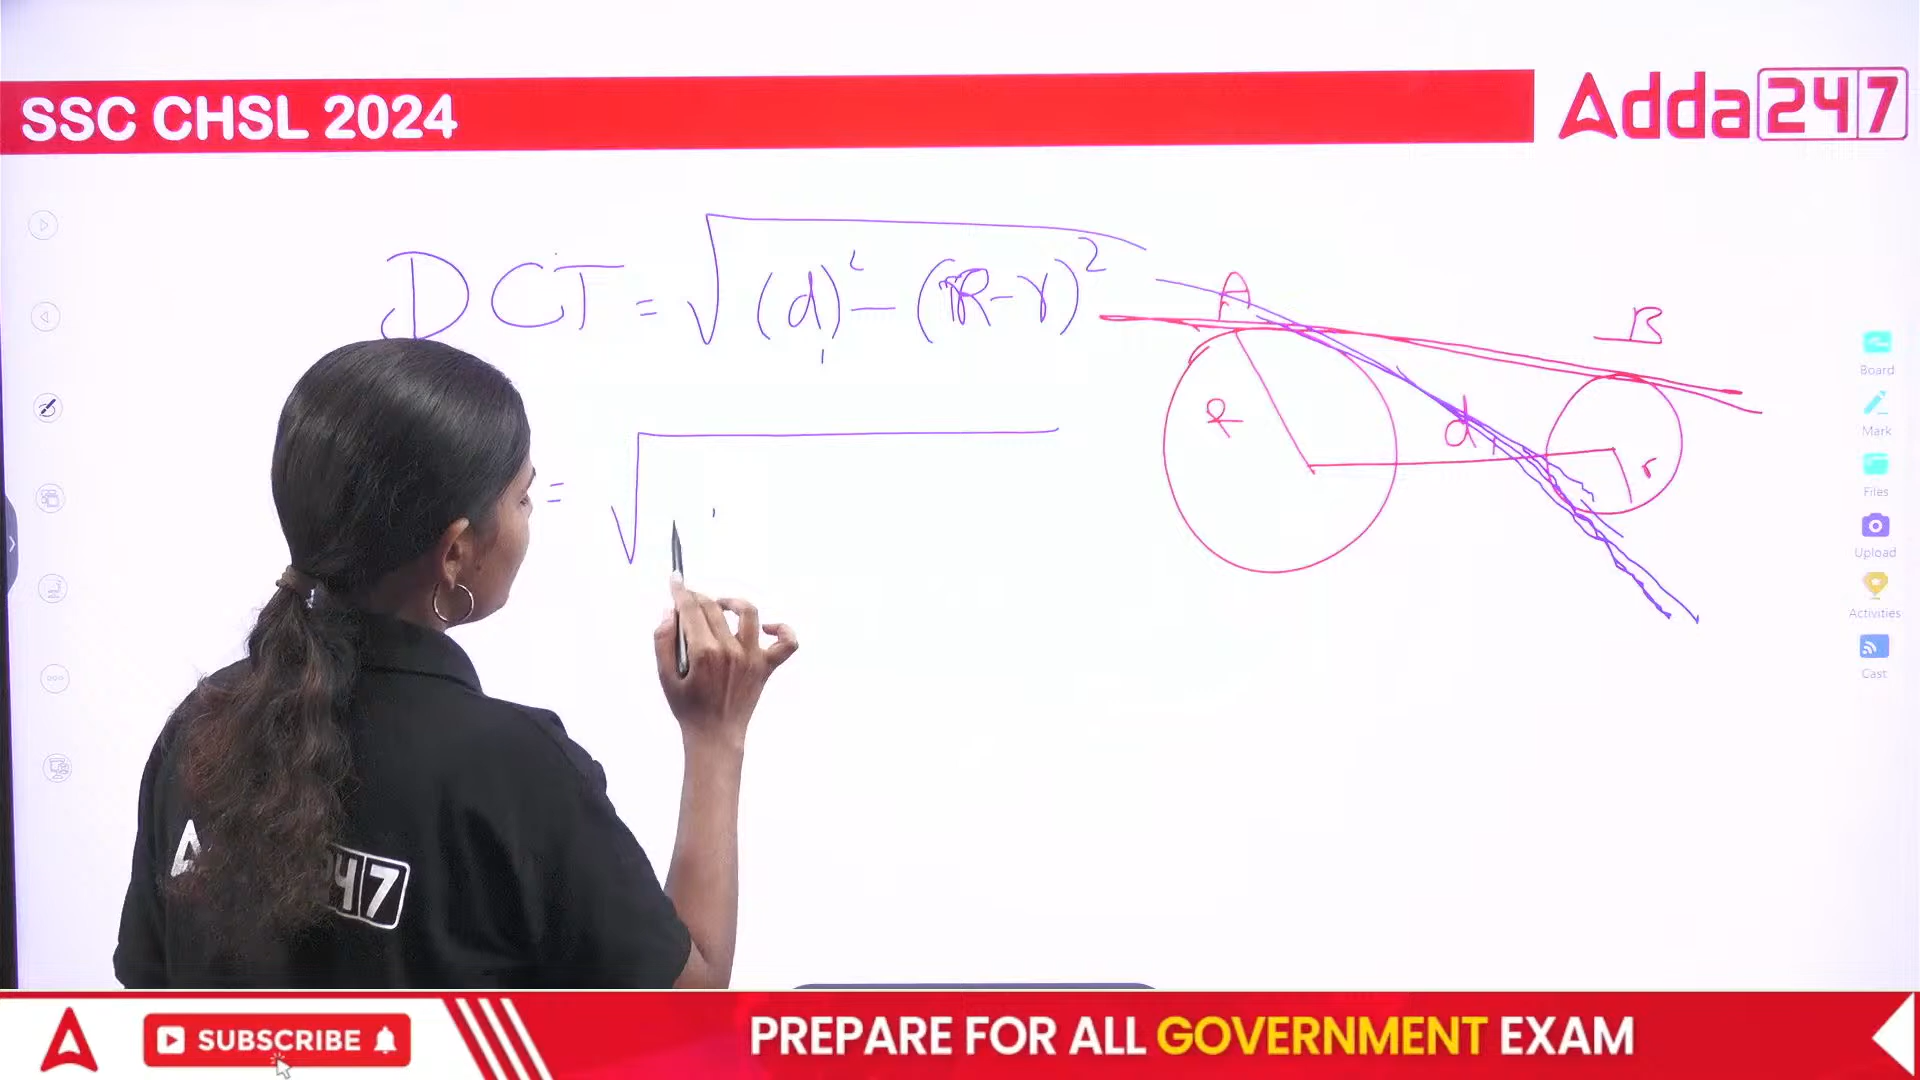 SSC CHSL 2024
Adda247
DCT = √(d)² – (R-r)²
A
B
R
d
r
= √
Board
Mark
Files
Upload
Activities
Cast
A
47
SUBSCRIBE
PREPARE FOR ALL GOVERNMENT EXAM